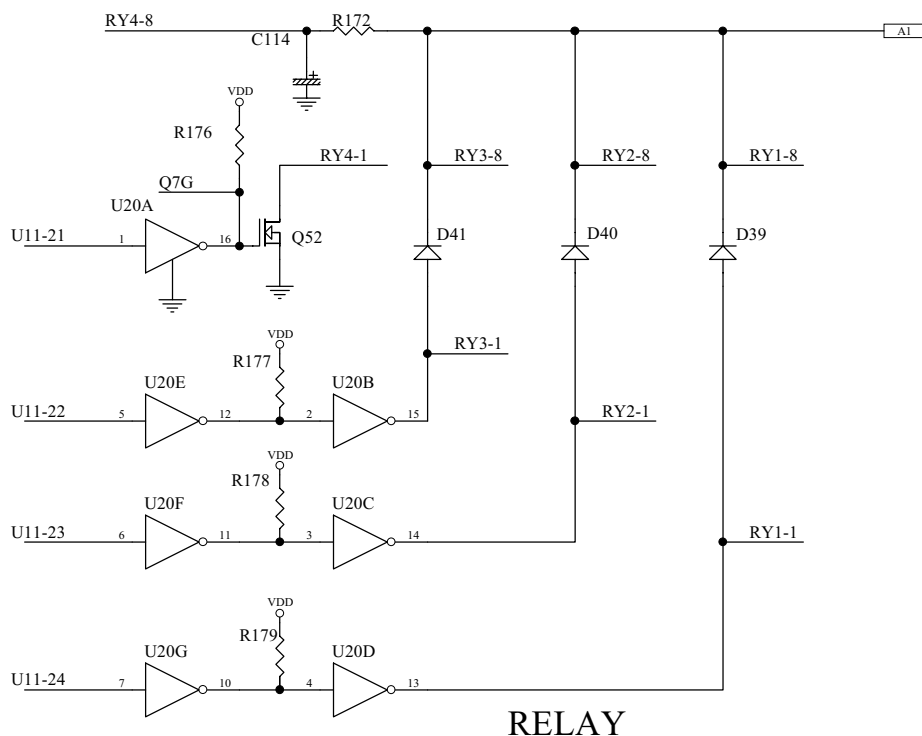 RY4-8
R172
C114
A1
+
VDD
R176
RY4-1
RY3-8
RY2-8
RY1-8
Q7G
U20A
U11-21
1
16
Q52
D41
D40
D39
VDD
R177
RY3-1
U20E
U20B
U11-22
5
12
2
15
RY2-1
VDD
R178
U20F
U20C
U11-23
6
11
3
14
RY1-1
VDD
R179
U20G
U20D
U11-24
7
10
4
13
RELAY